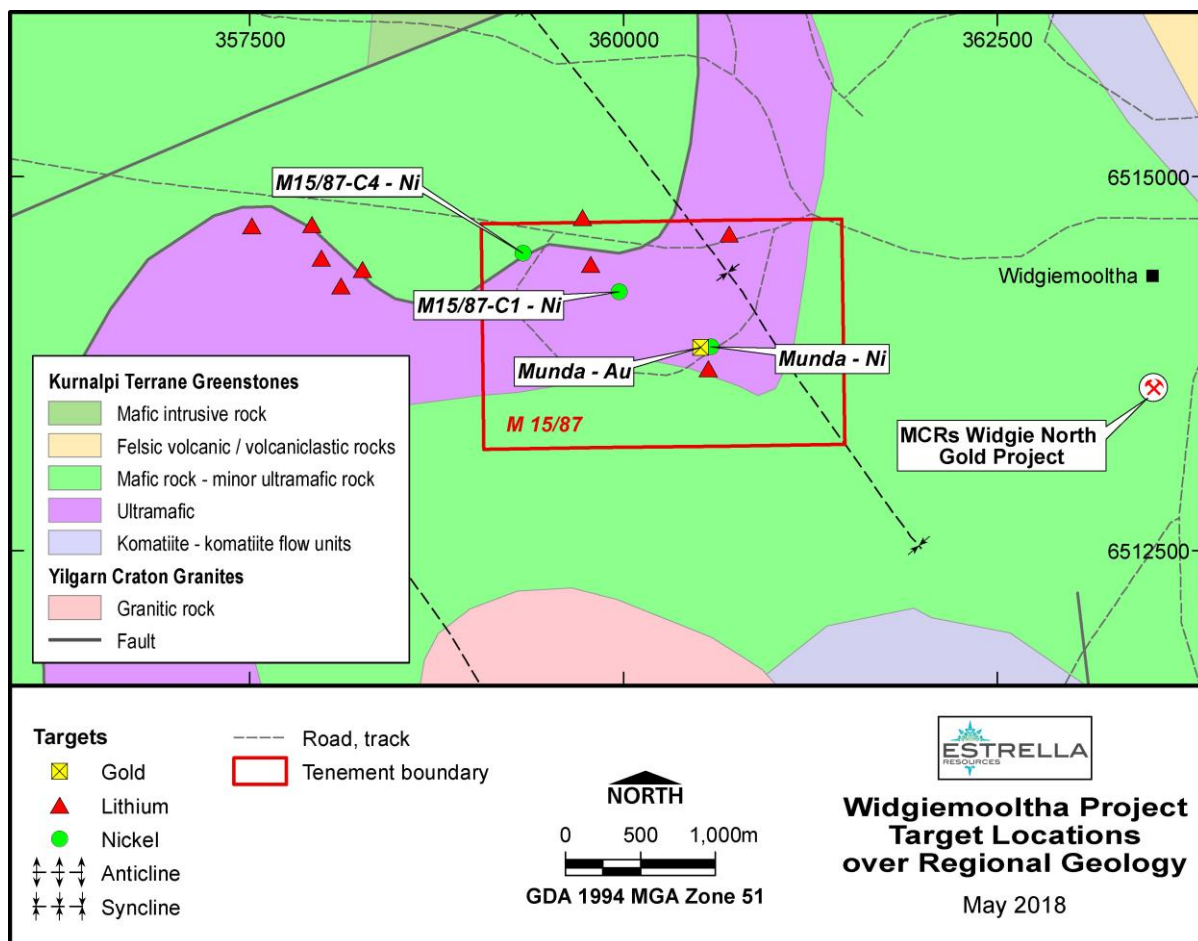 357500
360000
362500
M15/87-C4 - Ni
6515000
Widgiemooltha
M15/87-C1 - Ni
Munda - Au
Munda - Ni
M 15/87
MCRs Widgie North
Gold Project
6512500
Kurnalpi Terrane Greenstones
Mafic intrusive rock
Felsic volcanic / volcaniclastic rocks
Mafic rock - minor ultramafic rock
Ultramafic
Komatiite - komatiite flow units
Yilgarn Craton Granites
Granitic rock
Fault
Targets
Gold
Lithium
Nickel
Anticline
Syncline
Road, track
Tenement boundary
NORTH
0 500 1,000m
GDA 1994 MGA Zone 51
ESTRELLA
RESOURCES
Widgiemooltha Project
Target Locations
over Regional Geology
May 2018